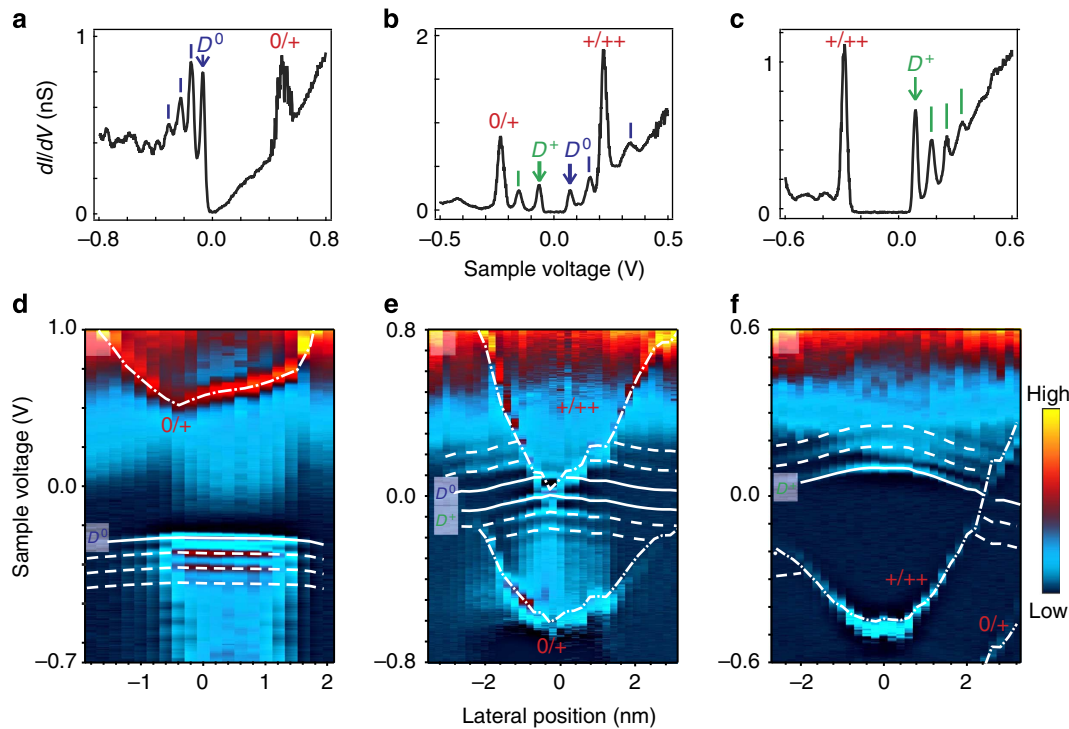 a
b
c
1
0
dI/dV (nS)
D0
0/+
−0.8
0.0
0.8
2
0
0/+
D+
D0
+/++
−0.5
0.0
0.5
1
0
+/++
D+
−0.6
0.0
0.6
Sample voltage (V)
d
e
f
1.0
0.0
−0.7
Sample voltage (V)
0/+
D0
−1
0
1
2
0.8
0.0
−0.8
+/++
D0
D+
0/+
−2
0
2
0.6
0.0
−0.6
+/++
0/+
−2
0
2
High
Low
Lateral position (nm)